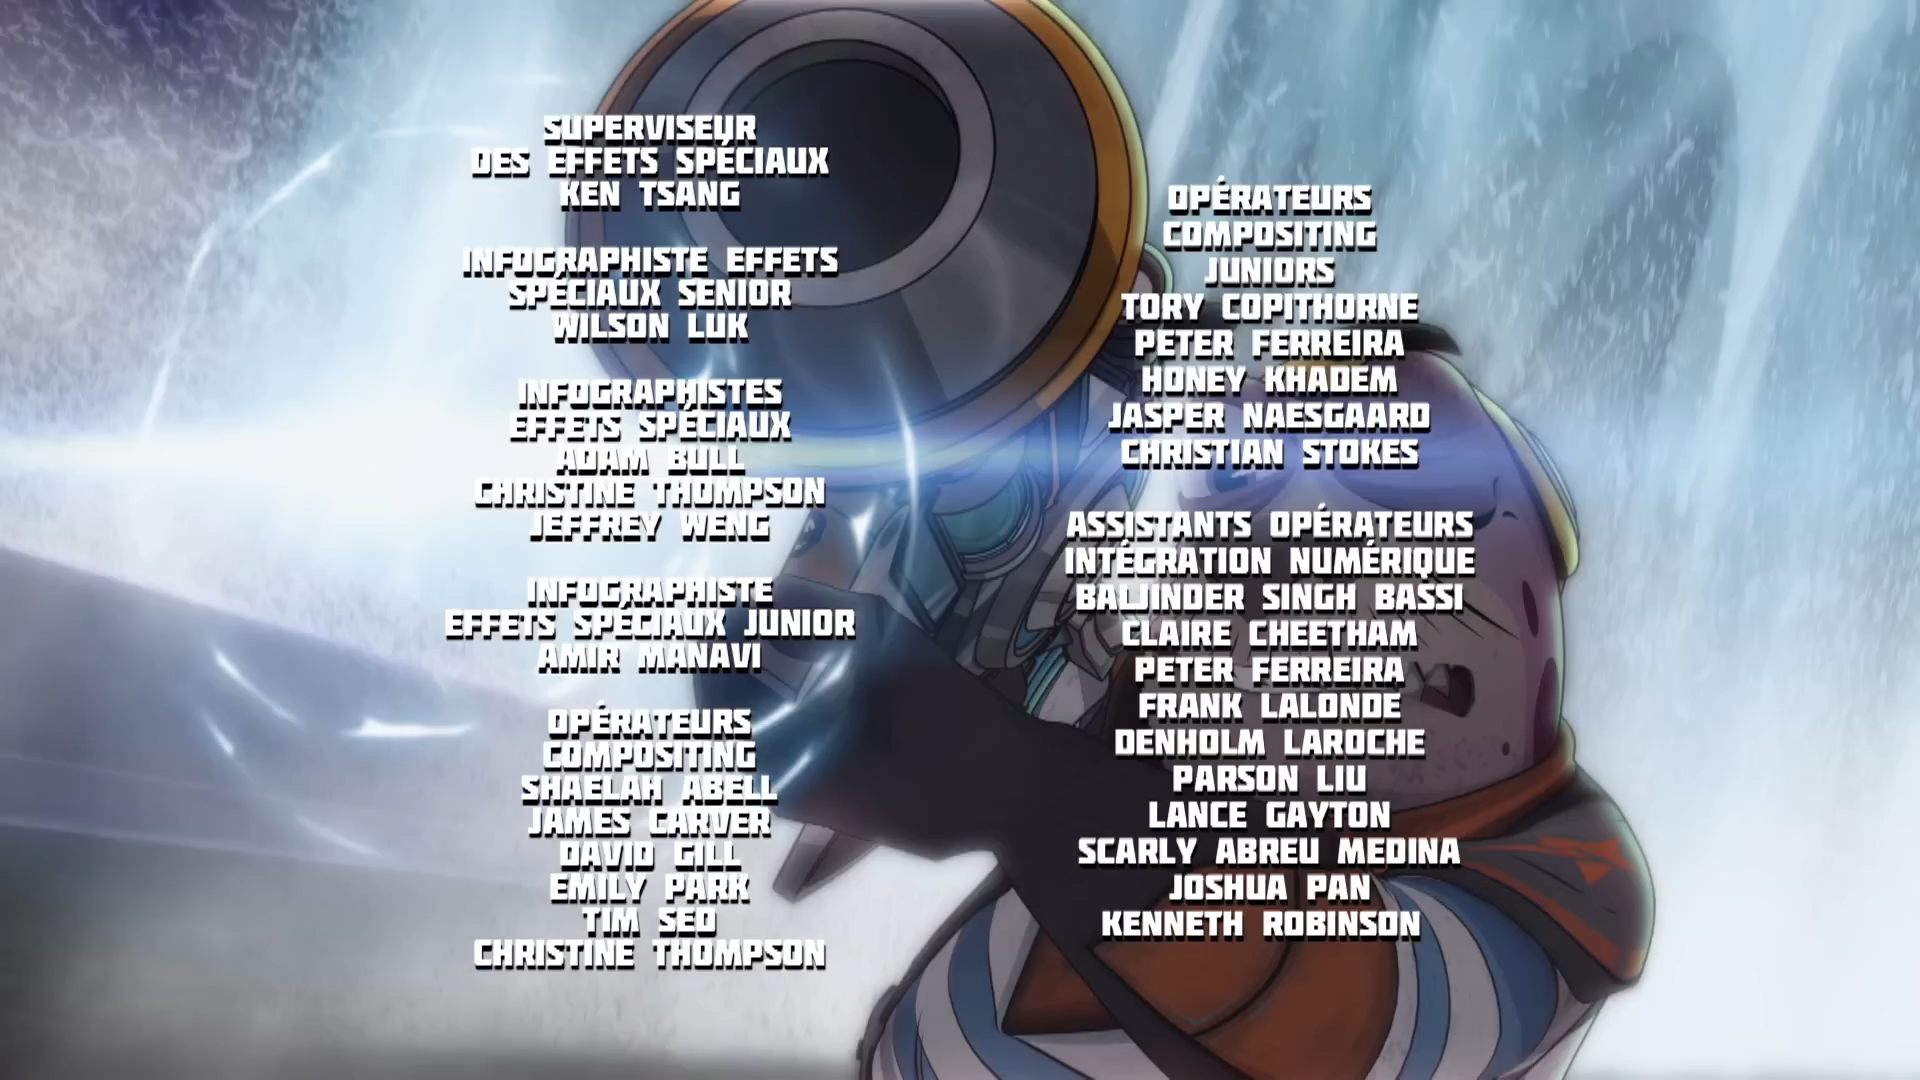 SUPERVISEUR
DES EFFETS SPÉCIAUX
KEN TSANG
INFOGRAPHISTE EFFETS
SPÉCIAUX SENIOR
WILSON LUK
INFOGRAPHISTES
EFFETS SPÉCIAUX
ADAM BULL
CHRISTINE THOMPSON
JEFFREY WENG
INFOGRAPHISTE
EFFETS SPÉCIAUX JUNIOR
AMIR MANAVI
OPÉRATEURS
COMPOSITING
SHAELAH ABELL
JAMES CARVER
DAVID GILL
EMILY PARK
TIM SEO
CHRISTINE THOMPSON
OPÉRATEURS
COMPOSITING
JUNIORS
TORY COPITHORNE
PETER FERREIRA
HONEY KHADEM
JASPER NAESGAARD
CHRISTIAN STOKES
ASSISTANTS OPÉRATEURS
INTÉGRATION NUMÉRIQUE
BALJINDER SINGH BASSI
CLAIRE CHEETHAM
PETER FERREIRA
FRANK LALONDE
DENHOLM LAROCHE
PARSON LIU
LANCE GAYTON
SCARLY ABREU MEDINA
JOSHUA PAN
KENNETH ROBINSON